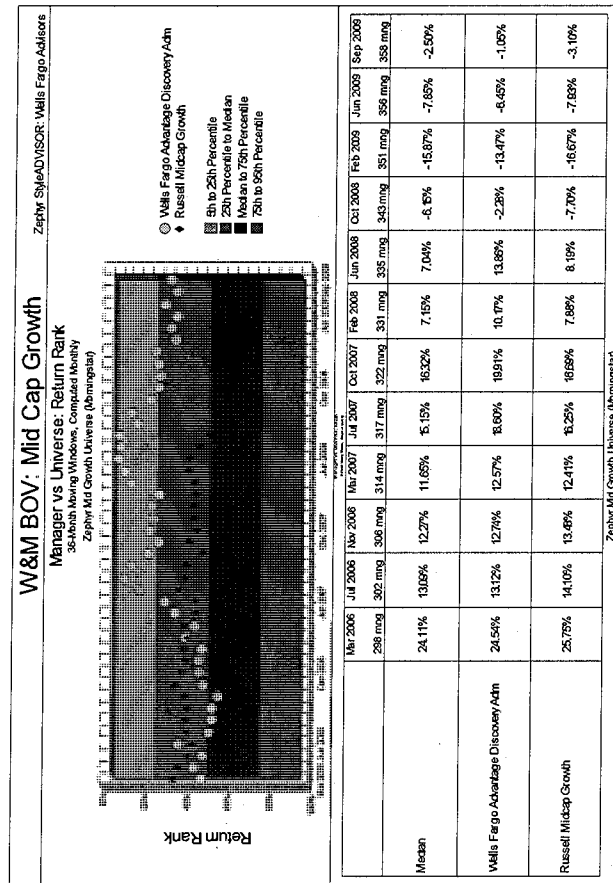 W&M BOV: Mid Cap Growth
Zephyr StyleADVISOR: Wells Fargo Advisors
Manager vs Universe: Return Rank
36-Month Moving Windows, Computed Monthly
Zephyr Mid Growth Universe (Morningstar)
Return Rank
Wells Fargo Advantage Discovery Adm
Russell Midcap Growth
5th to 25th Percentile
25th Percentile to Median
Median to 75th Percentile
75th to 95th Percentile
Mar 2006 Jul 2006 Nov 2006 Mar 2007 Jul 2007 Oct 2007 Feb 2008 Jun 2008 Oct 2008 Feb 2009 Jun 2009 Sep 2009
298 mng 302 mng 306 mng 314 mng 317 mng 322 mng 331 mng 335 mng 343 mng 351 mng 356 mng 358 mng
Median 24.11% 13.09% 12.27% 11.65% 15.15% 16.32% 7.15% 7.04% -6.15% -15.87% -7.85% -2.50%
Wells Fargo Advantage Discovery Adm 24.54% 13.12% 12.74% 12.57% 18.60% 19.91% 10.17% 13.86% -2.28% -13.47% -6.45% -1.05%
Russell Midcap Growth 25.75% 14.10% 13.48% 12.41% 16.25% 16.69% 7.88% 8.19% -7.70% -16.67% -7.93% -3.10%
Zephyr Mid Growth Universe (Morningstar)